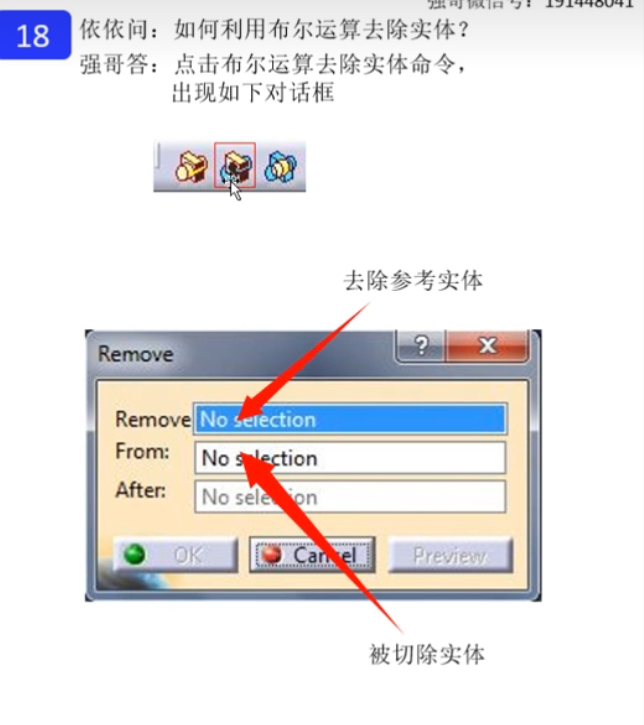 强哥微信号：191448041
18
依依问：如何利用布尔运算去除实体？
强哥答：点击布尔运算去除实体命令，
出现如下对话框
去除参考实体
Remove
?
X
Remove No selection
From: No selection
After: No selection
OK Cancel Preview
被切除实体